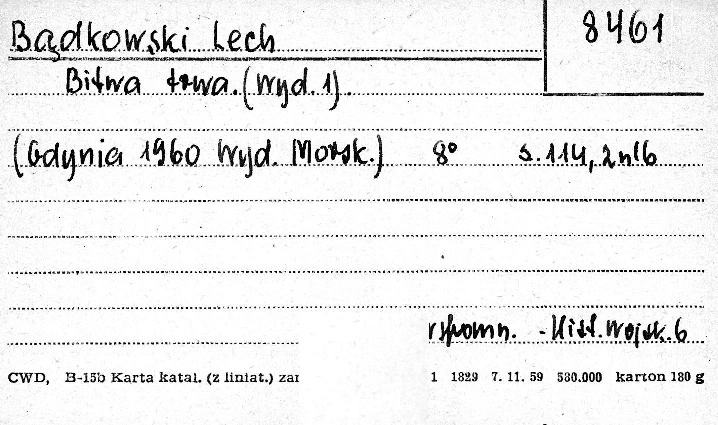 Bądkowski Lech
8461
Bitwa trwa. (Wyd. 1).
(Gdynia 1960 Wyd. Morsk.) 8° s. 114, 2 nlb
wspomn. - Hist. wojsk. 6
CWD, B-15b Karta katal. (z liniat.) zai 1 1829 7. 11. 59 580.000 karton 180 g